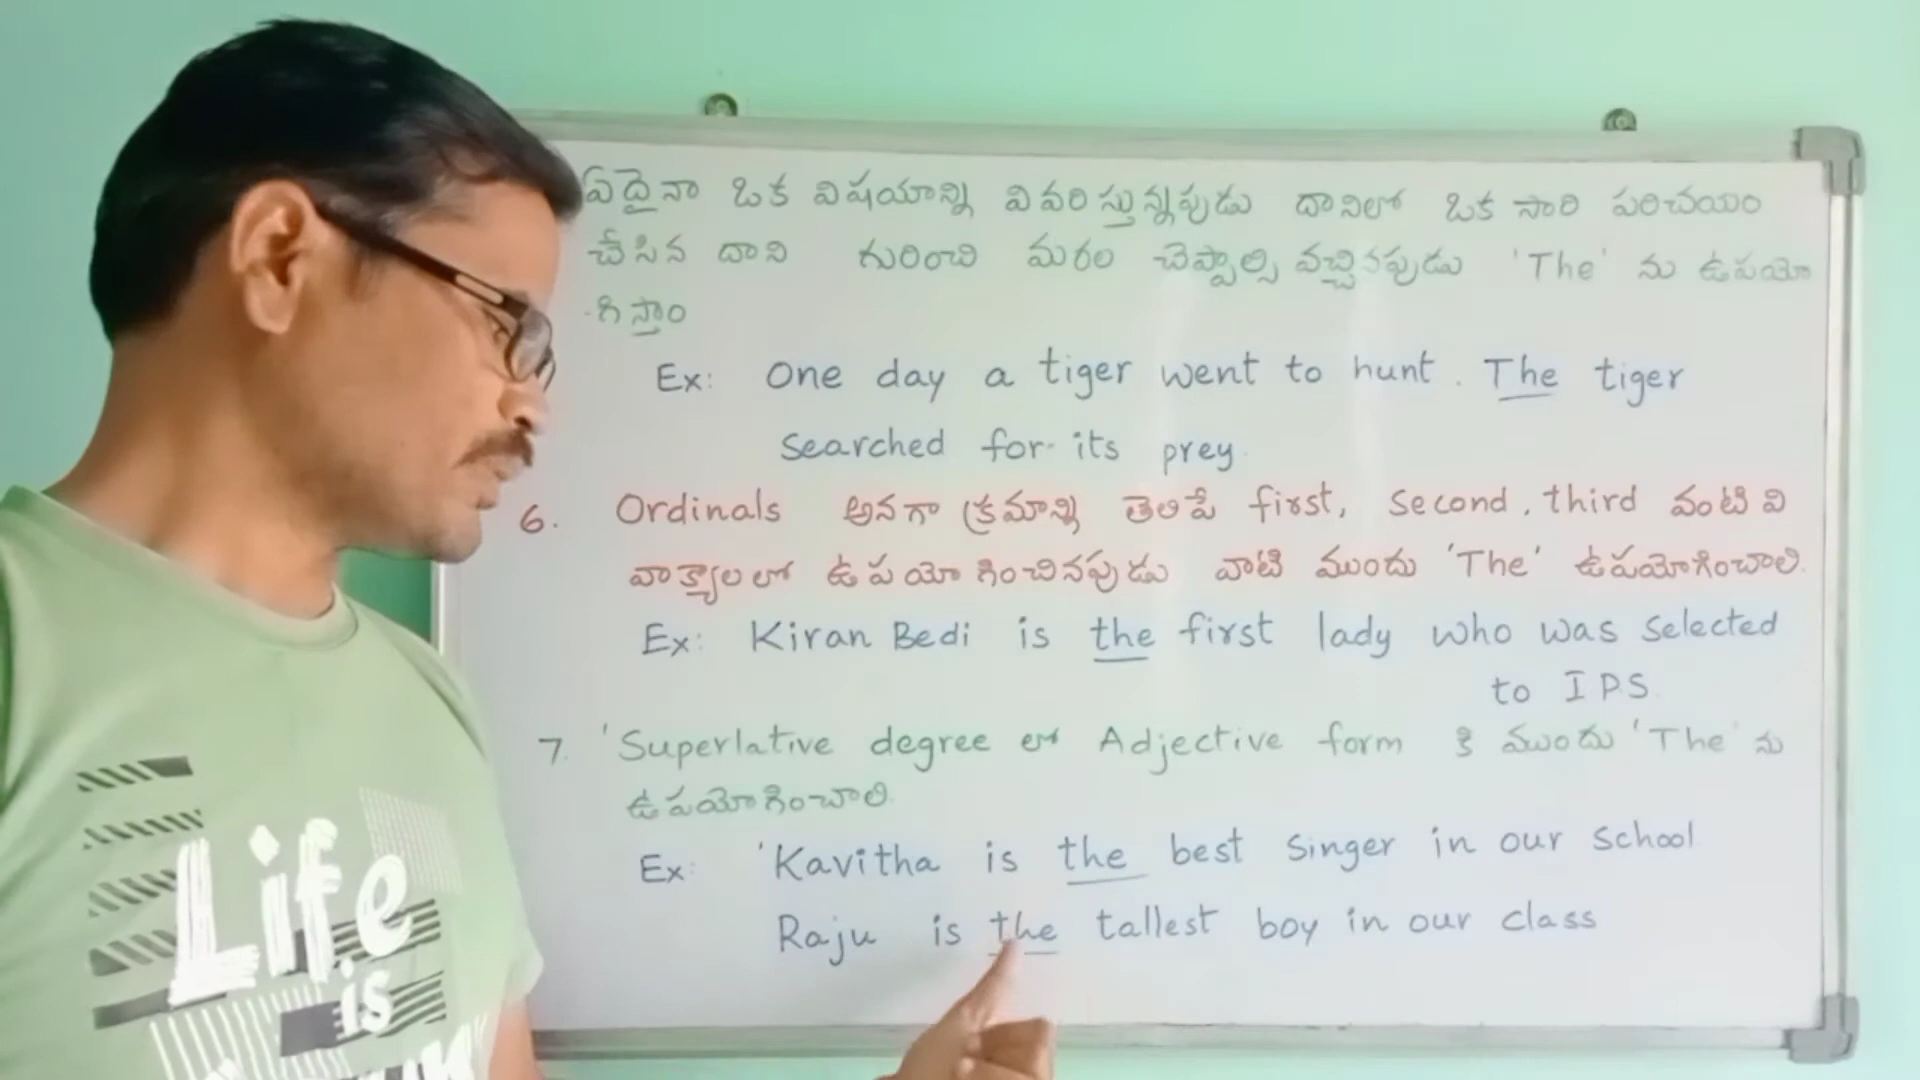 ఏదైనా ఒక విషయాన్ని వివరిస్తున్నపుడు దానిలో ఒక సారి పరిచయం
చేసిన దాని గురించి మరల చెప్పాల్సి వచ్చినపుడు 'The' ను ఉపయో
-గిస్తాం
Ex: One day a tiger went to hunt. The tiger
searched for its prey.
6. Ordinals అనగా క్రమాన్ని తెలిపే first, second, third వంటివి
వాక్యాలలో ఉపయోగించినపుడు వాటి ముందు 'The' ఉపయోగించాలి.
Ex: Kiran Bedi is the first lady who was selected
to IPS.
7. 'Superlative degree లో Adjective form కి ముందు 'The' ను
ఉపయోగించాలి
Ex: 'Kavitha is the best singer in our school
Raju is the tallest boy in our class
Life
is